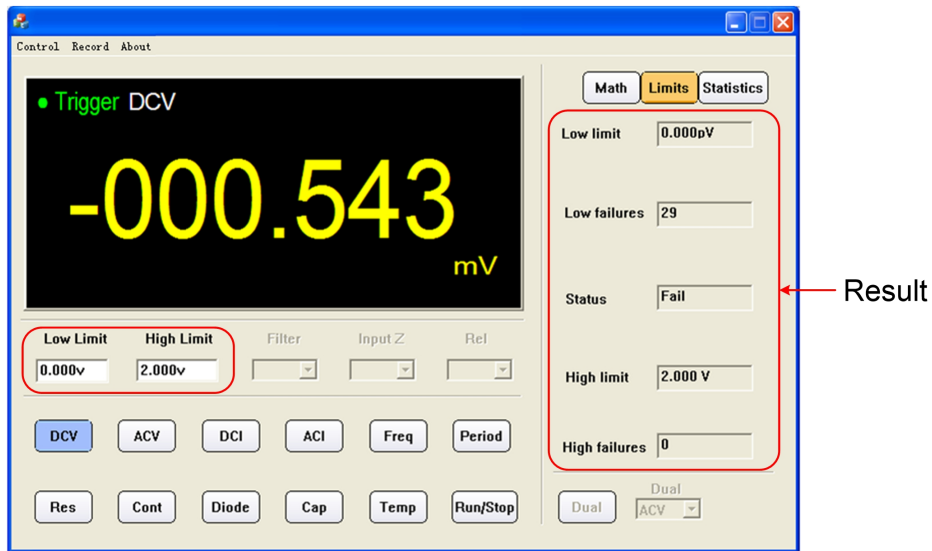 Control Record About
• Trigger DCV
-000.543
mV
Low Limit High Limit Filter Input Z Rel
0.000v 2.000v
DCV ACV DCI ACI Freq Period
Res Cont Diode Cap Temp Run/Stop
Math Limits Statistics
Low limit 0.000pV
Low failures 29
Status Fail
High limit 2.000 V
High failures 0
Dual
Dual ACV
Result